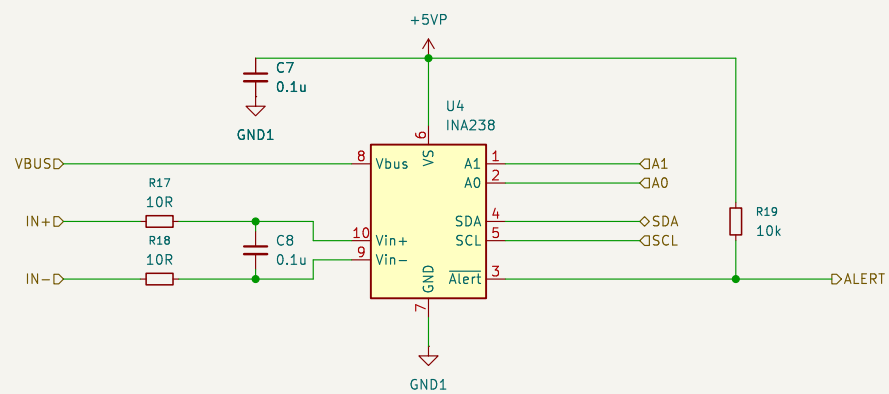 +5VP
C7
0.1u
GND1
U4
INA238
6
VS
VBUS
8
Vbus
A1
1
A1
A0
2
A0
R17
10R
IN+
10
Vin+
SDA
4
SDA
R19
10k
R18
10R
C8
0.1u
9
Vin-
SCL
5
SCL
IN-
GND
7
Alert
3
ALERT
GND1